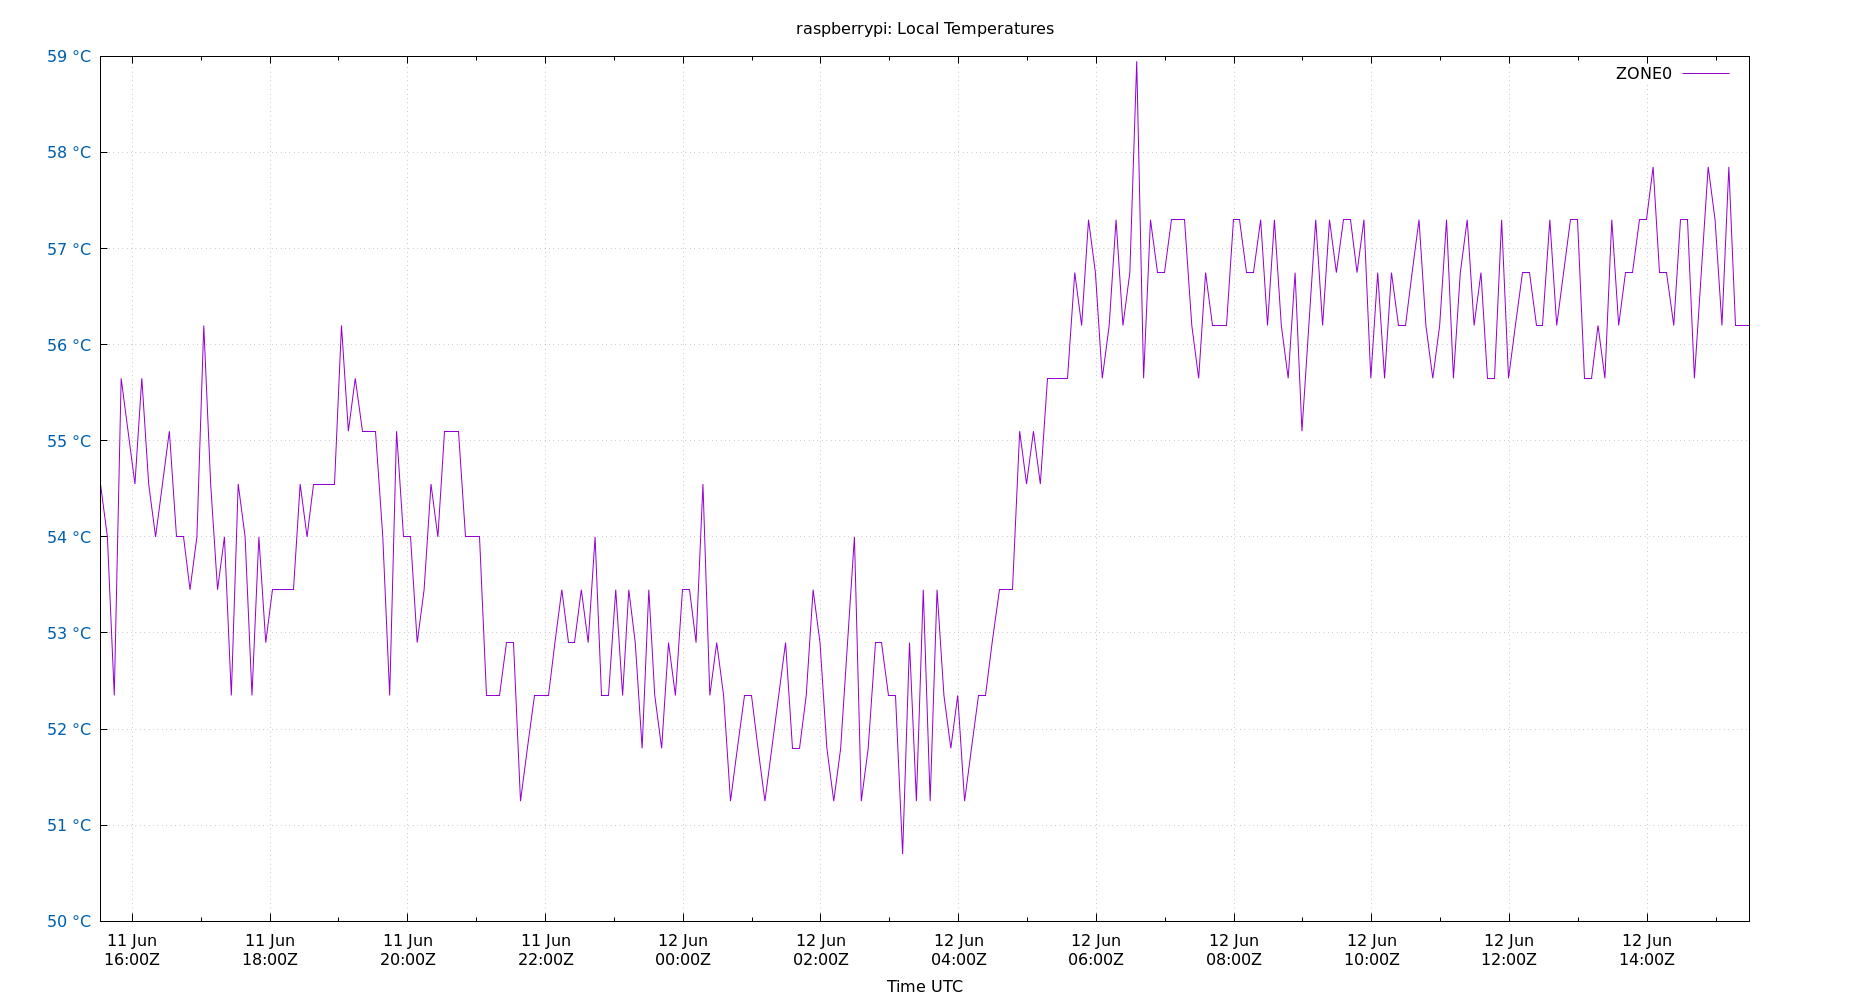 raspberrypi: Local Temperatures
59 °C
58 °C
57 °C
56 °C
55 °C
54 °C
53 °C
52 °C
51 °C
50 °C
ZONE0
11 Jun 11 Jun 11 Jun 11 Jun 12 Jun 12 Jun 12 Jun 12 Jun 12 Jun 12 Jun 12 Jun 12 Jun
16:00Z 18:00Z 20:00Z 22:00Z 00:00Z 02:00Z 04:00Z 06:00Z 08:00Z 10:00Z 12:00Z 14:00Z
Time UTC